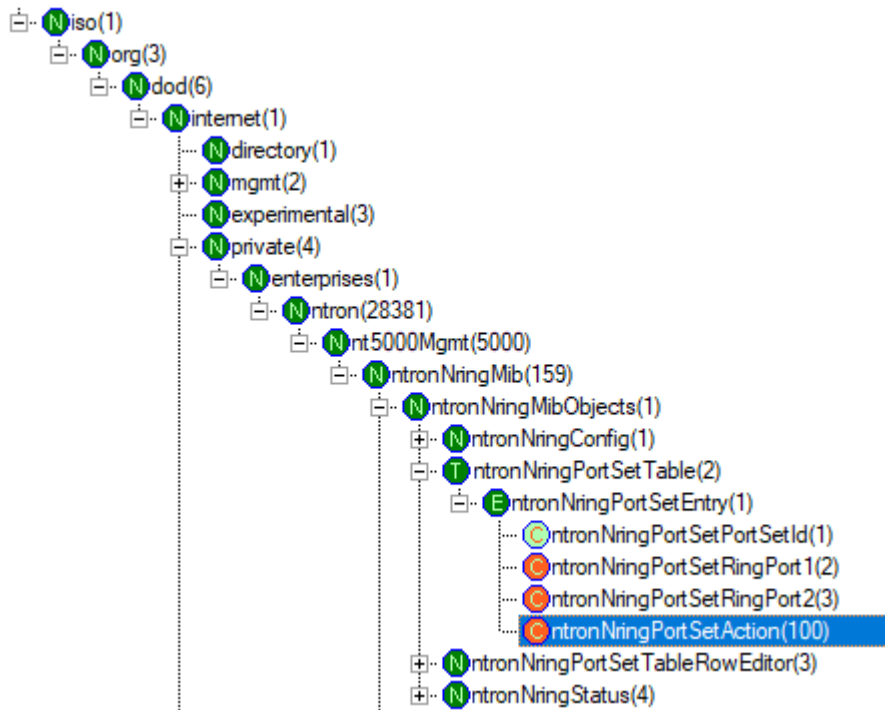 N iso(1)
N org(3)
N dod(6)
N internet(1)
N directory(1)
N mgmt(2)
N experimental(3)
N private(4)
N enterprises(1)
N ntron(28381)
N nt5000Mgmt(5000)
N ntronNringMib(159)
N ntronNringMibObjects(1)
N ntronNringConfig(1)
T ntronNringPortSetTable(2)
E ntronNringPortSetEntry(1)
C ntronNringPortSetPortSetId(1)
C ntronNringPortSetRingPort1(2)
C ntronNringPortSetRingPort2(3)
C ntronNringPortSetAction(100)
N ntronNringPortSetTableRowEditor(3)
N ntronNringStatus(4)